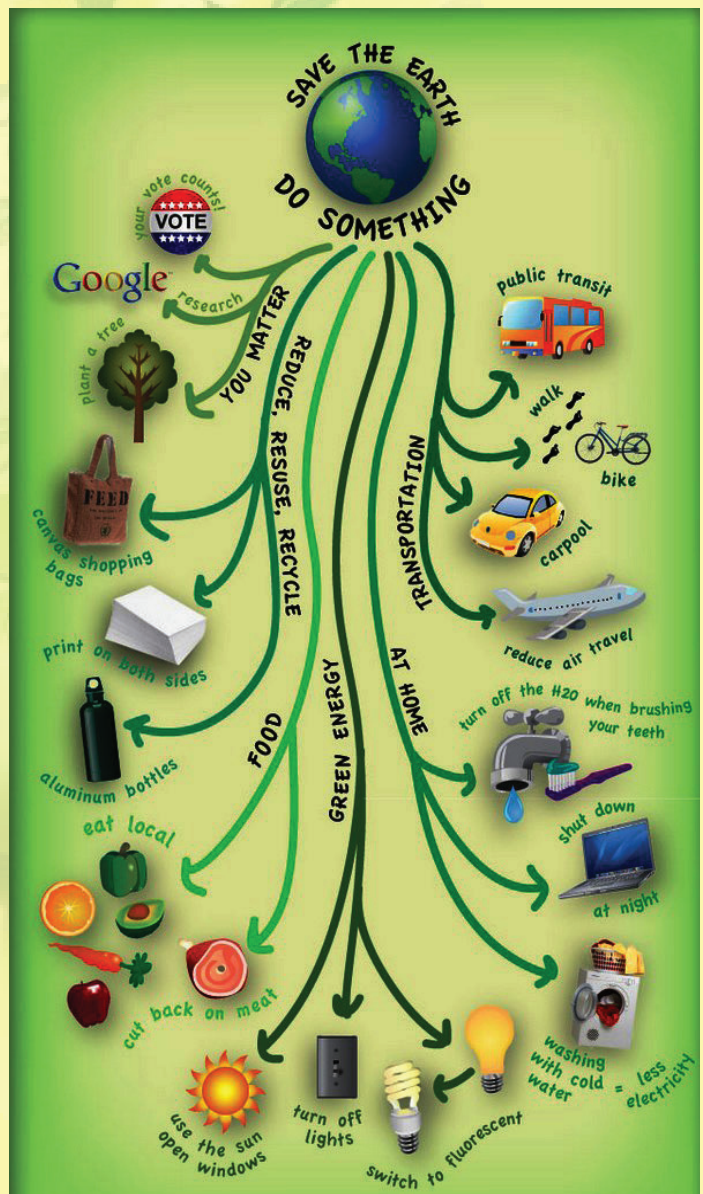 SAVE THE EARTH
DO SOMETHING
your vote counts!
VOTE
Google™
research
plant a tree
YOU MATTER
REDUCE, RESUSE, RECYCLE
FEED
canvas shopping
bags
print on both sides
aluminum bottles
FOOD
eat local
cut back on meat
GREEN ENERGY
use the sun
open windows
turn off
lights
switch to fluorescent
AT HOME
turn off the H2O when brushing
your teeth
shut down
at night
washing
with cold
water
= less
electricity
TRANSPORTATION
public transit
walk
bike
carpool
reduce air travel